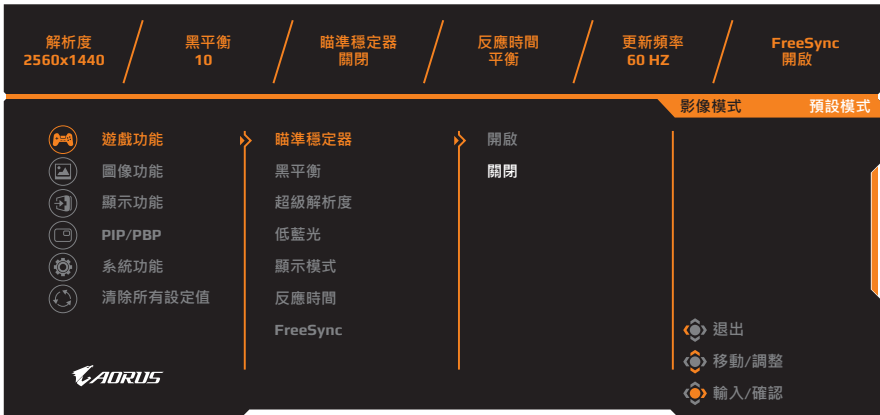 解析度
2560x1440
黑平衡
10
瞄準穩定器
關閉
反應時間
平衡
更新頻率
60 HZ
FreeSync
開啟
影像模式
預設模式
遊戲功能
圖像功能
顯示功能
PIP/PBP
系統功能
清除所有設定值
瞄準穩定器
黑平衡
超級解析度
低藍光
顯示模式
反應時間
FreeSync
開啟
關閉
退出
移動/調整
輸入/確認
AORUS